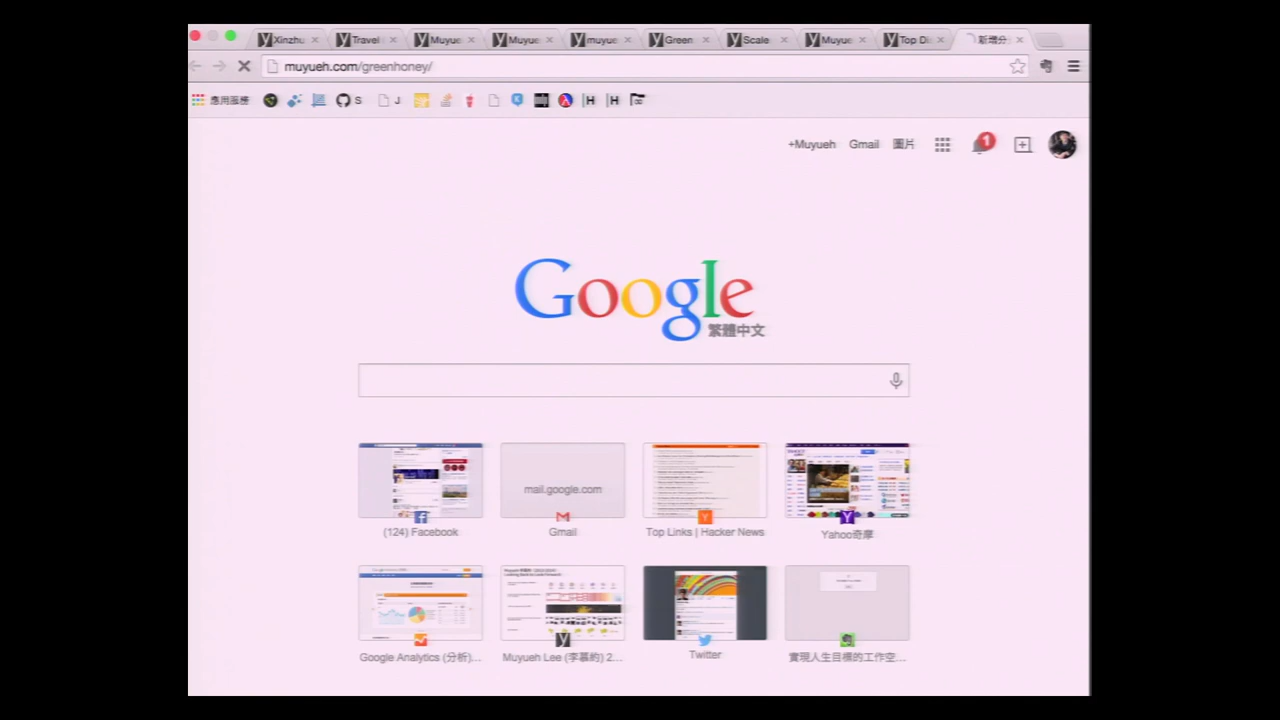 Xinzhu
Travel
Muyue
Muyue
muyue
Green
Scale
Muyue
Top Di
新增分
muyueh.com/greenhoney/
應用服務
S
J
H
H
+Muyueh
Gmail
圖片
1
Google
繁體中文
mail.google.com
(124) Facebook
Gmail
Top Links | Hacker News
Yahoo奇摩
Google Analytics (分析)...
Muyueh Lee (李慕約) 2...
Twitter
實現人生目標的工作空...